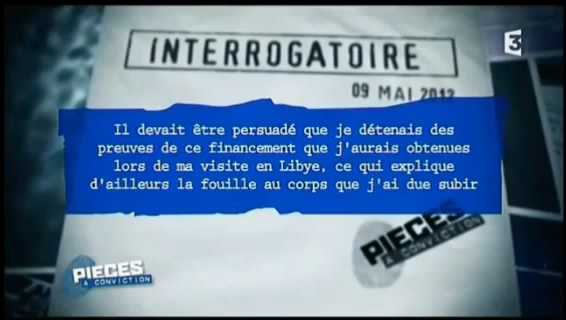 INTERROGATOIRE
3
09 MAI 2012
Il devait être persuadé que je détenais des
preuves de ce financement que j'aurais obtenues
lors de ma visite en Libye, ce qui explique
d'ailleurs la fouille au corps que j'ai due subir
PIECES
A CONVICTION
PIECES
A CONVICTION